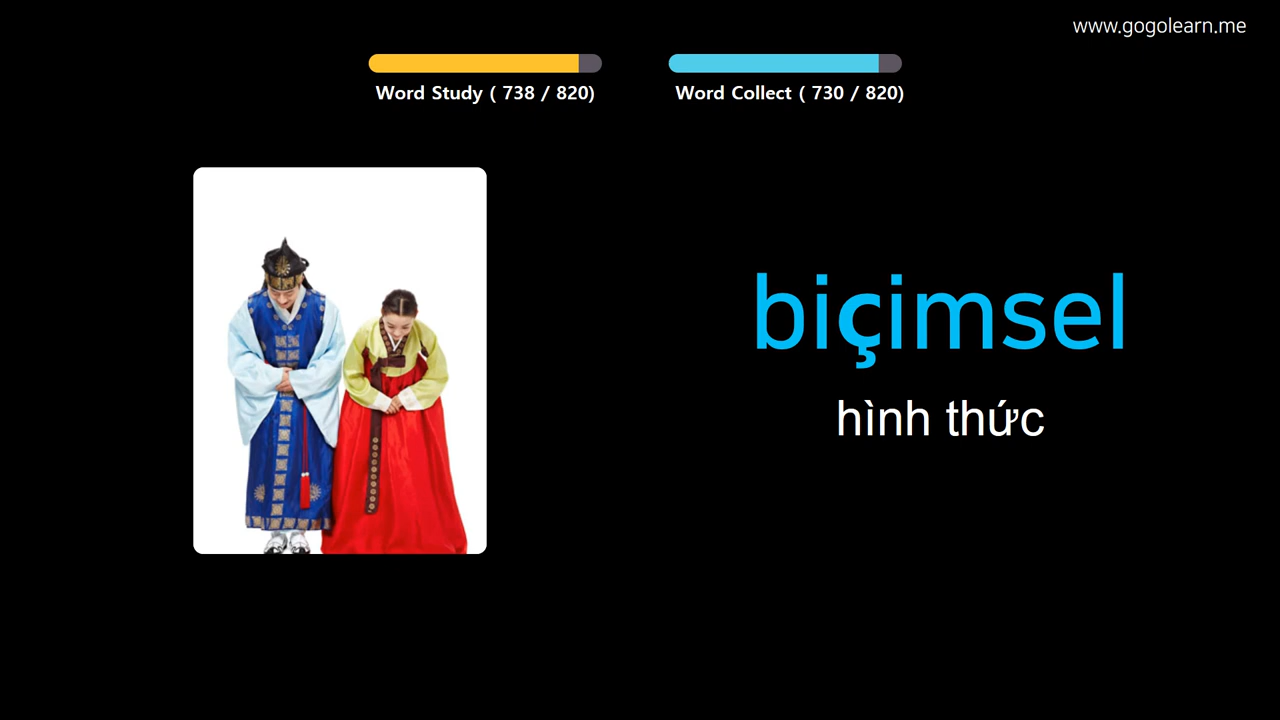 www.gogolearn.me
Word Study ( 738 / 820)
Word Collect ( 730 / 820)
biçimsel
hình thức